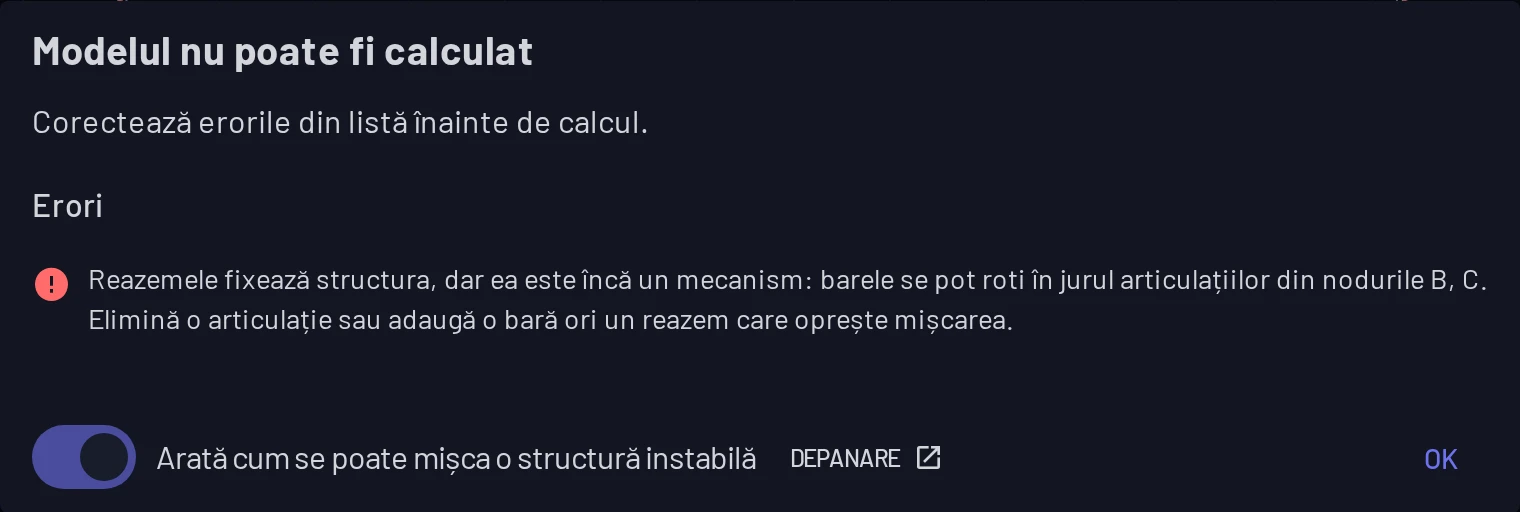 Modelul nu poate fi calculat
Corectează erorile din listă înainte de calcul.
Erori
Reazemele fixează structura, dar ea este încă un mecanism: barele se pot roti în jurul articulațiilor din nodurile B, C.
Elimină o articulație sau adaugă o bară ori un reazem care oprește mișcarea.
Arată cum se poate mișca o structură instabilă DEPANARE OK